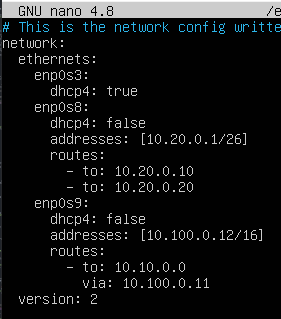 GNU nano 4.8 /e
# This is the network config writte
network:
  ethernets:
    enp0s3:
      dhcp4: true
    enp0s8:
      dhcp4: false
      addresses: [10.20.0.1/26]
      routes:
        - to: 10.20.0.10
        - to: 10.20.0.20
    enp0s9:
      dhcp4: false
      addresses: [10.100.0.12/16]
      routes:
        - to: 10.10.0.0
          via: 10.100.0.11
  version: 2